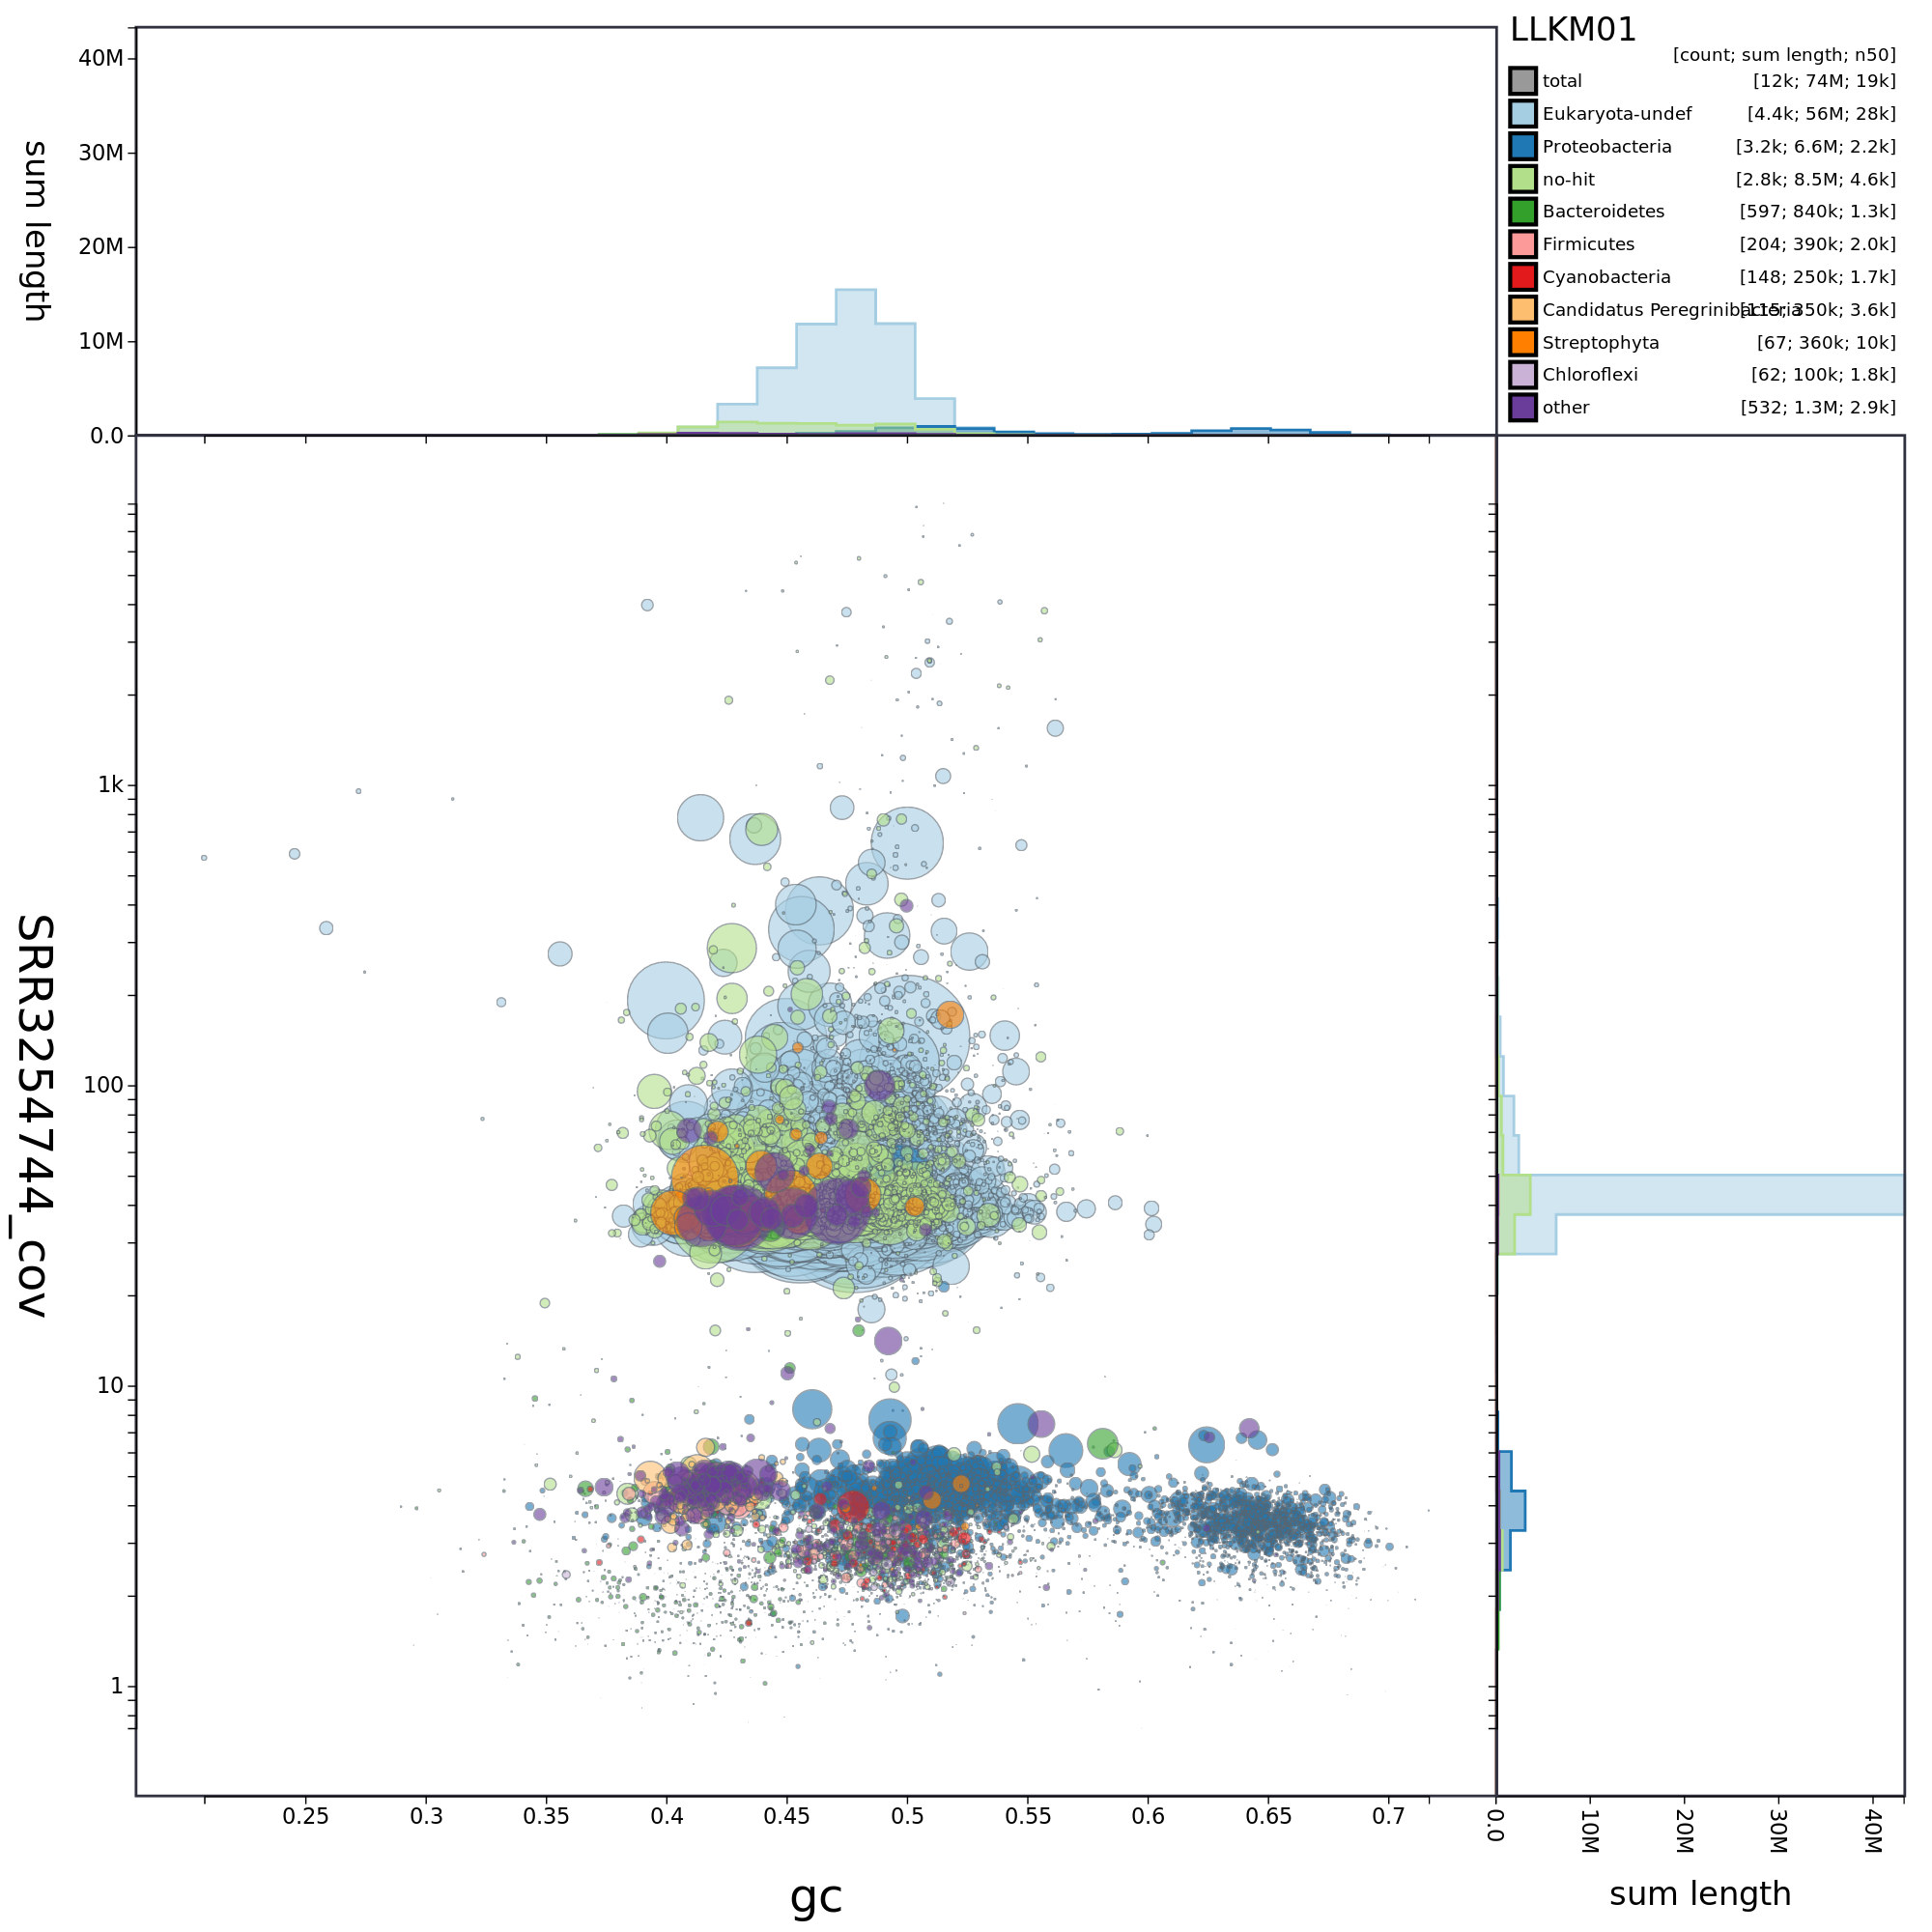 LLKM01
[count; sum length; n50]
total [12k; 74M; 19k]
Eukaryota-undef [4.4k; 56M; 28k]
Proteobacteria [3.2k; 6.6M; 2.2k]
no-hit [2.8k; 8.5M; 4.6k]
Bacteroidetes [597; 840k; 1.3k]
Firmicutes [204; 390k; 2.0k]
Cyanobacteria [148; 250k; 1.7k]
Candidatus Peregrinibacteria [115; 350k; 3.6k]
Streptophyta [67; 360k; 10k]
Chloroflexi [62; 100k; 1.8k]
other [532; 1.3M; 2.9k]
sum length
40M
30M
20M
10M
0.0
SRR3254744_cov
1k
100
10
1
0.25 0.3 0.35 0.4 0.45 0.5 0.55 0.6 0.65 0.7
gc
0.0 10M 20M 30M 40M
sum length